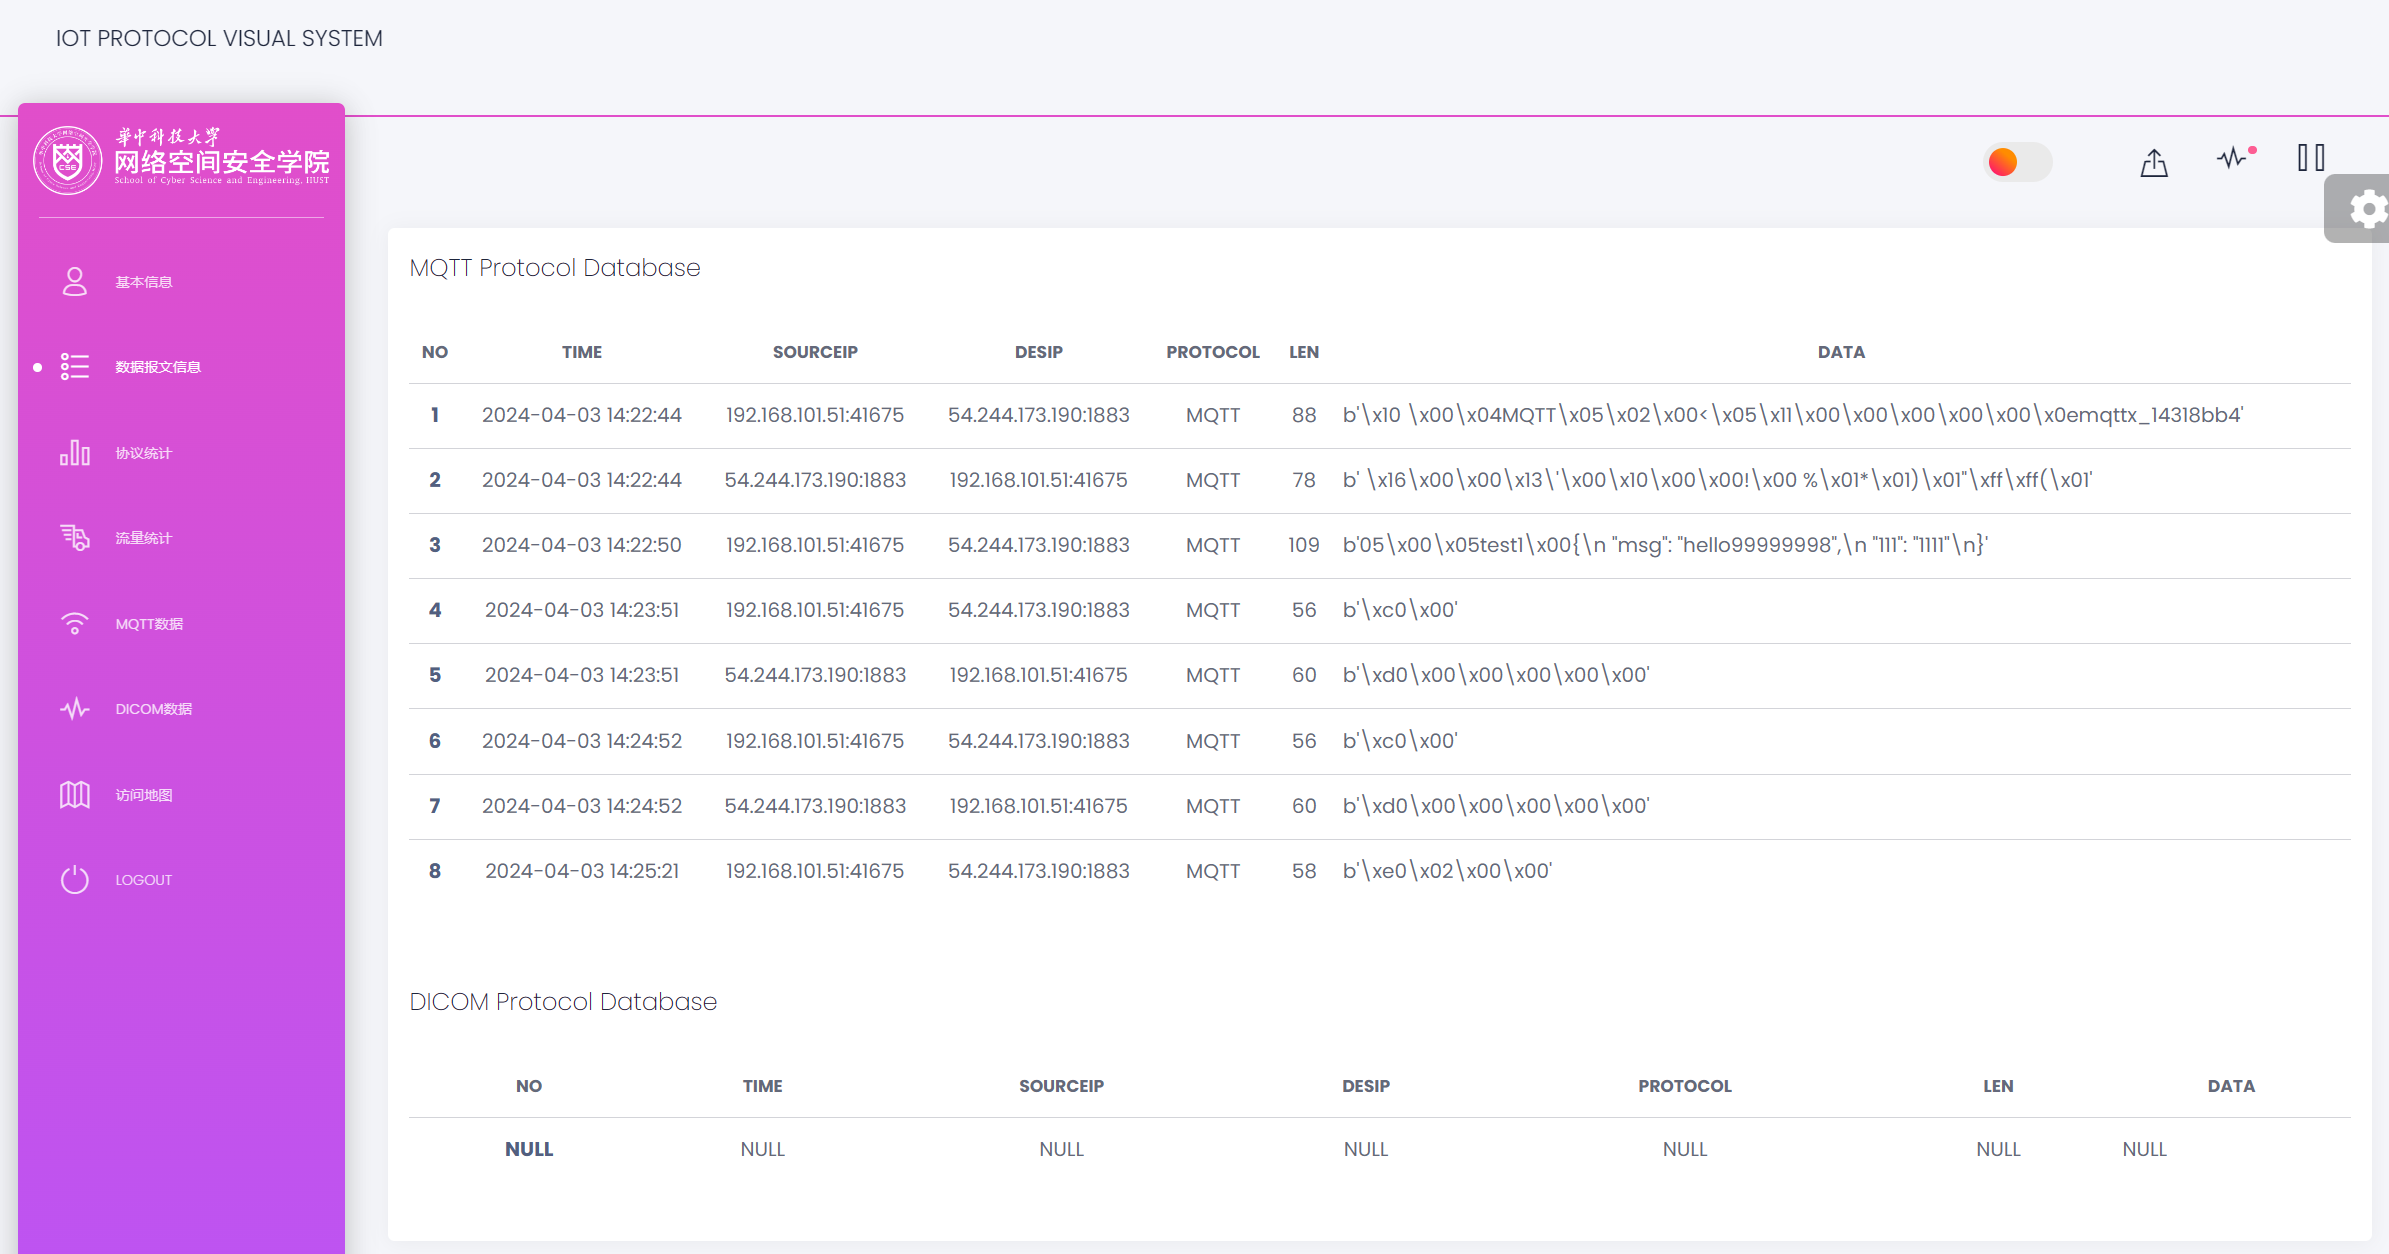 IOT PROTOCOL VISUAL SYSTEM
華中科技大学
网络空间安全学院
School of Cyber Science and Engineering, HUST
CSE
基本信息
数据报文信息
协议统计
流量统计
MQTT数据
DICOM数据
访问地图
LOGOUT
MQTT Protocol Database
NO TIME SOURCEIP DESIP PROTOCOL LEN DATA
1 2024-04-03 14:22:44 192.168.101.51:41675 54.244.173.190:1883 MQTT 88 b'\x10 \x00\x04MQTT\x05\x02\x00<\x05\x11\x00\x00\x00\x00\x00\x0emqttx_14318bb4'
2 2024-04-03 14:22:44 54.244.173.190:1883 192.168.101.51:41675 MQTT 78 b' \x16\x00\x00\x13\'\x00\x10\x00\x00!\x00 %\x01*\x01)\x01"\xff\xff(\x01'
3 2024-04-03 14:22:50 192.168.101.51:41675 54.244.173.190:1883 MQTT 109 b'05\x00\x05test1\x00{\n "msg": "hello99999998",\n "111": "1111"\n}'
4 2024-04-03 14:23:51 192.168.101.51:41675 54.244.173.190:1883 MQTT 56 b'\xc0\x00'
5 2024-04-03 14:23:51 54.244.173.190:1883 192.168.101.51:41675 MQTT 60 b'\xd0\x00\x00\x00\x00\x00'
6 2024-04-03 14:24:52 192.168.101.51:41675 54.244.173.190:1883 MQTT 56 b'\xc0\x00'
7 2024-04-03 14:24:52 54.244.173.190:1883 192.168.101.51:41675 MQTT 60 b'\xd0\x00\x00\x00\x00\x00'
8 2024-04-03 14:25:21 192.168.101.51:41675 54.244.173.190:1883 MQTT 58 b'\xe0\x02\x00\x00'
DICOM Protocol Database
NO TIME SOURCEIP DESIP PROTOCOL LEN DATA
NULL NULL NULL NULL NULL NULL NULL